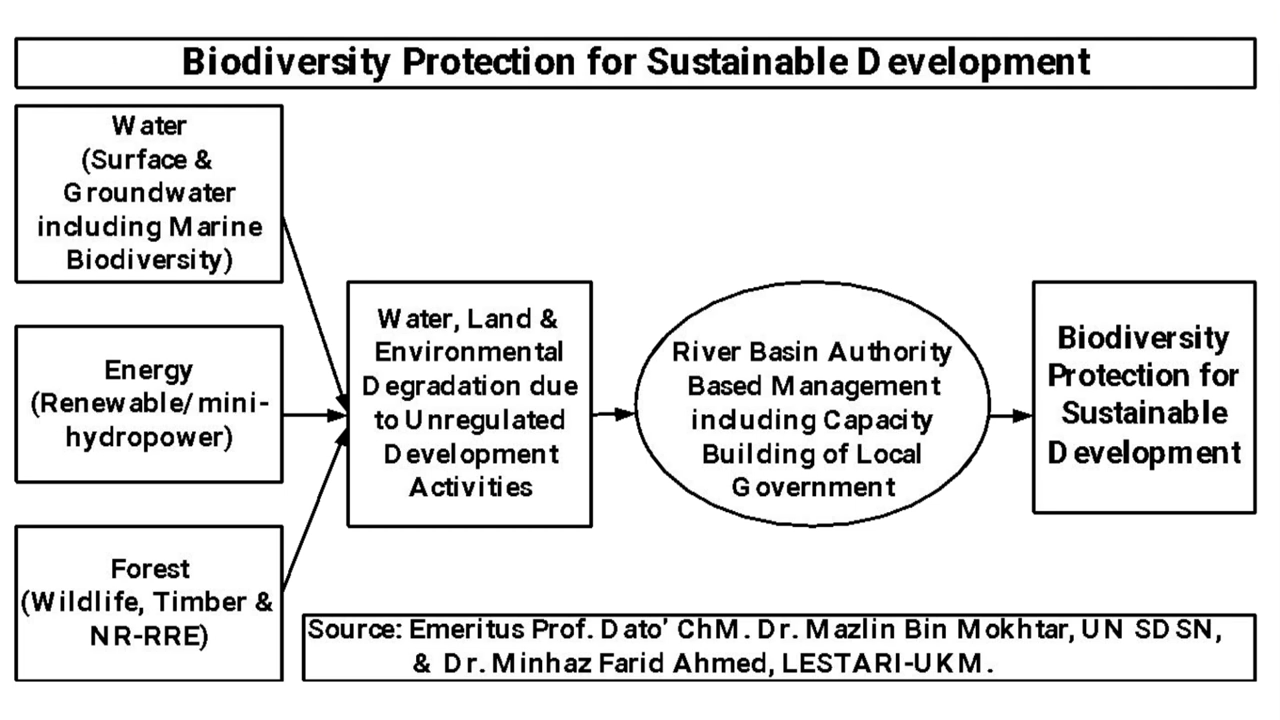 Biodiversity Protection for Sustainable Development
Water
(Surface &
Groundwater
including Marine
Biodiversity)
Energy
(Renewable/mini-
hydropower)
Forest
(Wildlife, Timber &
NR-RRE)
Water, Land &
Environmental
Degradation due
to Unregulated
Development
Activities
River Basin Authority
Based Management
including Capacity
Building of Local
Government
Biodiversity
Protection for
Sustainable
Development
Source: Emeritus Prof. Dato' ChM. Dr. Mazlin Bin Mokhtar, UN SDSN,
& Dr. Minhaz Farid Ahmed, LESTARI-UKM.